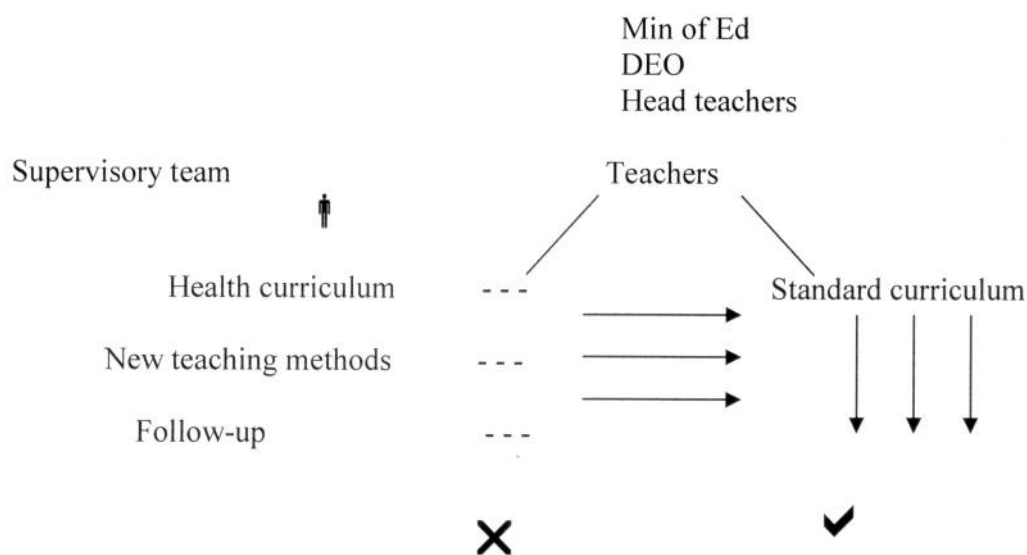 Min of Ed
DEO
Head teachers
Supervisory team
Teachers
Health curriculum - - -
Standard curriculum
New teaching methods - - -
Follow-up - - -